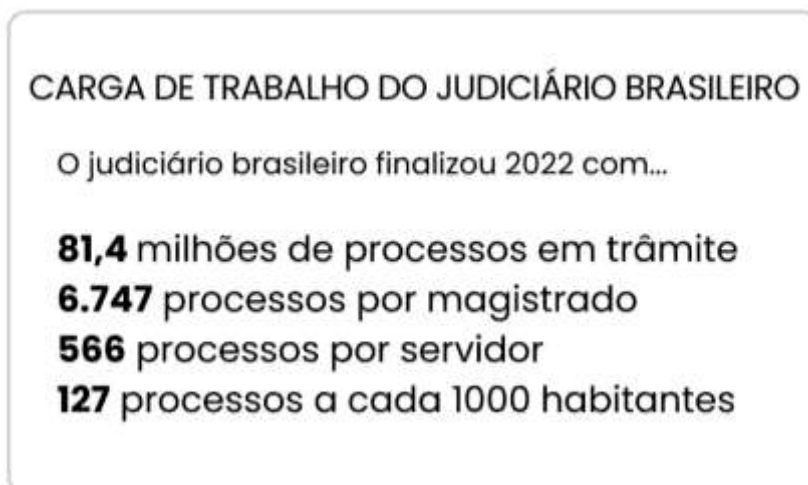 CARGA DE TRABALHO DO JUDICIÁRIO BRASILEIRO
O judiciário brasileiro finalizou 2022 com...
81,4 milhões de processos em trâmite
6.747 processos por magistrado
566 processos por servidor
127 processos a cada 1000 habitantes